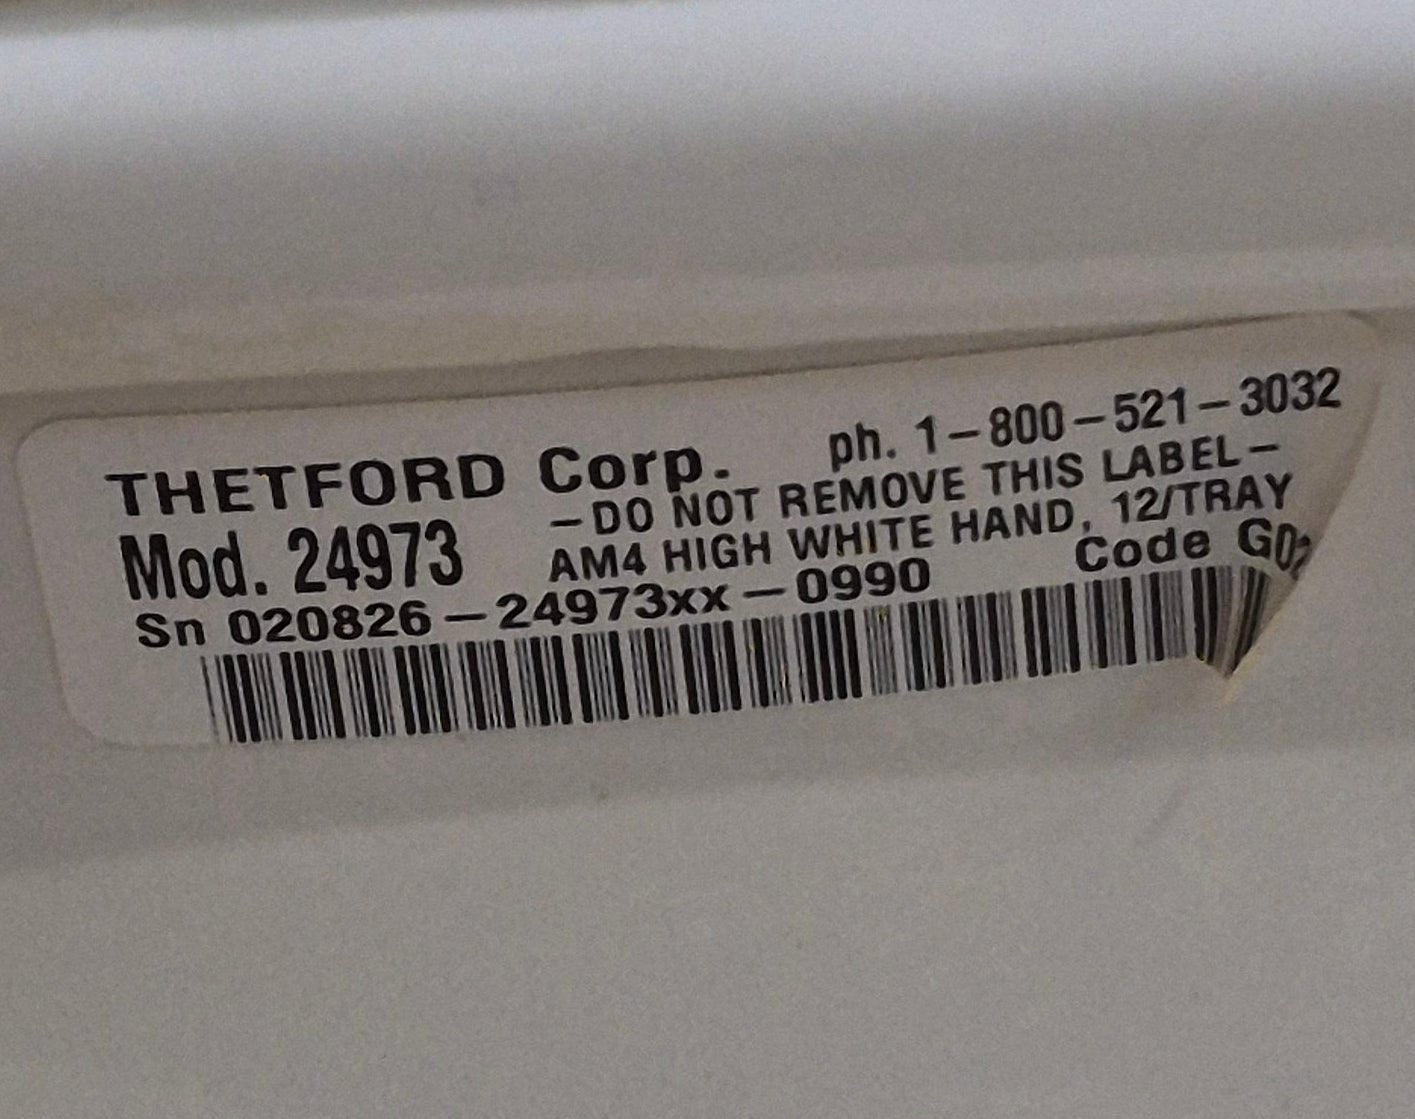 THETFORD Corp. ph. 1-800-521-3032
-DO NOT REMOVE THIS LABEL-
Mod. 24973 AM4 HIGH WHITE HAND, 12/TRAY
Sn 020826-24973xx-0990 Code